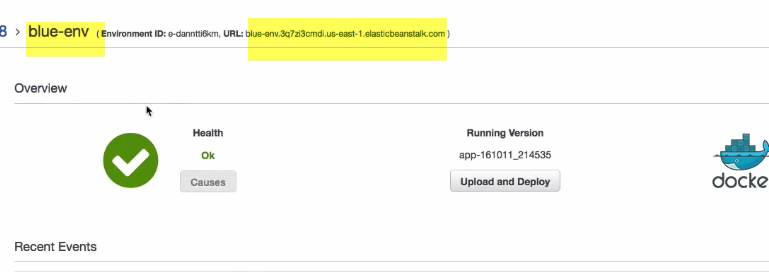 8 > blue-env ( Environment ID: e-danntti6km, URL: blue-env.3q7zi3cmdi.us-east-1.elasticbeanstalk.com )
Overview
Health
Ok
Causes
Running Version
app-161011_214535
Upload and Deploy
docke
Recent Events